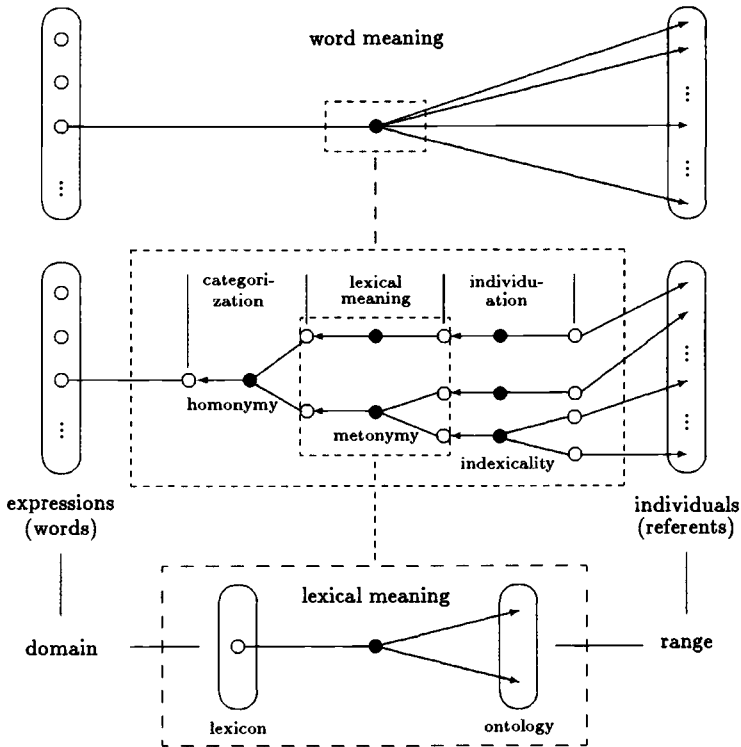 word meaning
...
...
...
categori-
zation
lexical
meaning
individu-
ation
...
homonymy
metonymy
...
...
indexicality
expressions
(words)
individuals
(referents)
lexical meaning
domain
range
lexicon
ontology